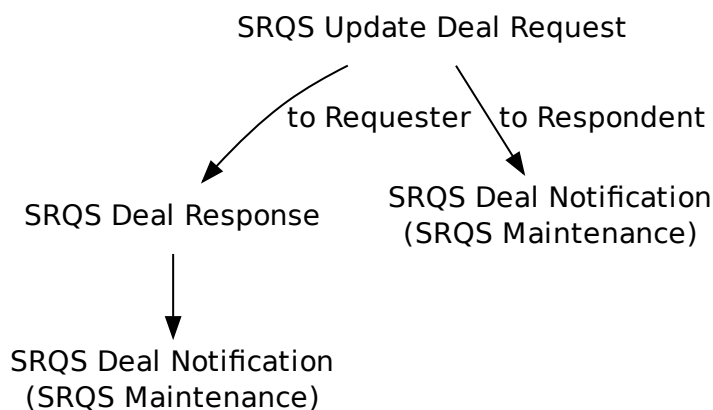 SRQS Update Deal Request
to Requester
to Respondent
SRQS Deal Response
SRQS Deal Notification
(SRQS Maintenance)
SRQS Deal Notification
(SRQS Maintenance)